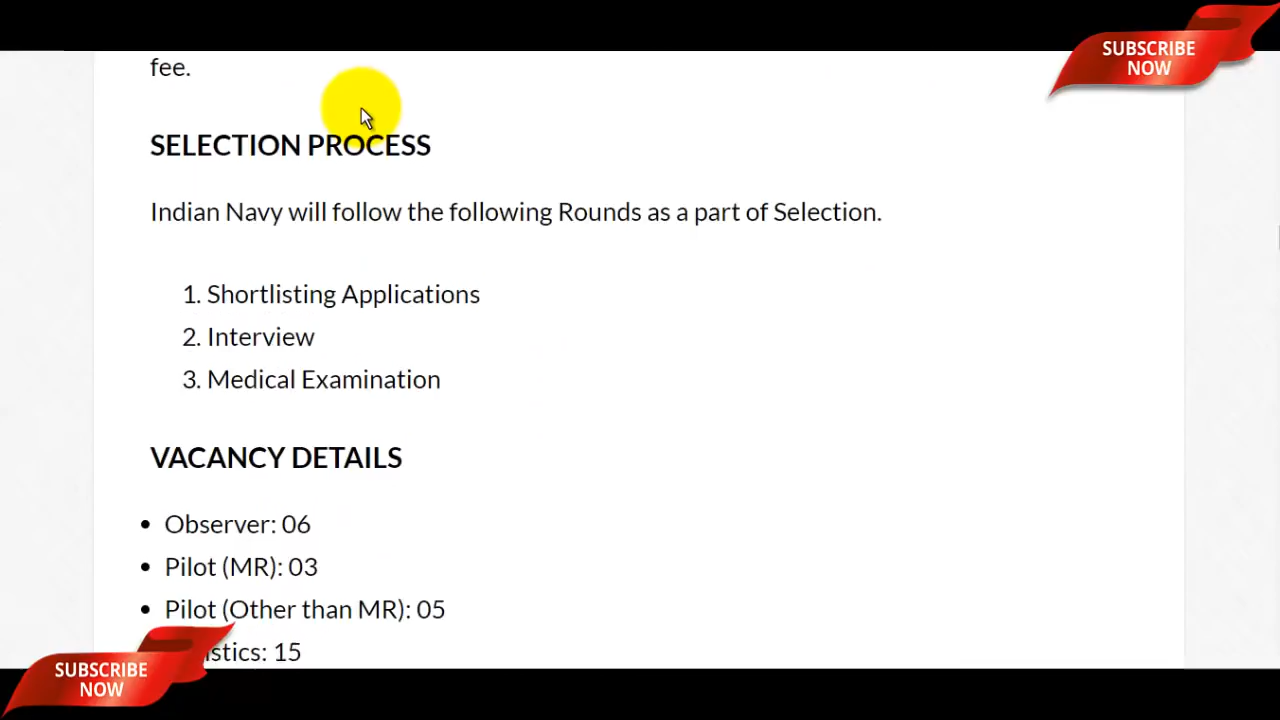 SUBSCRIBE
NOW
fee.
SELECTION PROCESS
Indian Navy will follow the following Rounds as a part of Selection.
1. Shortlisting Applications
2. Interview
3. Medical Examination
VACANCY DETAILS
• Observer: 06
• Pilot (MR): 03
• Pilot (Other than MR): 05
15
SUBSCRIBE
NOW